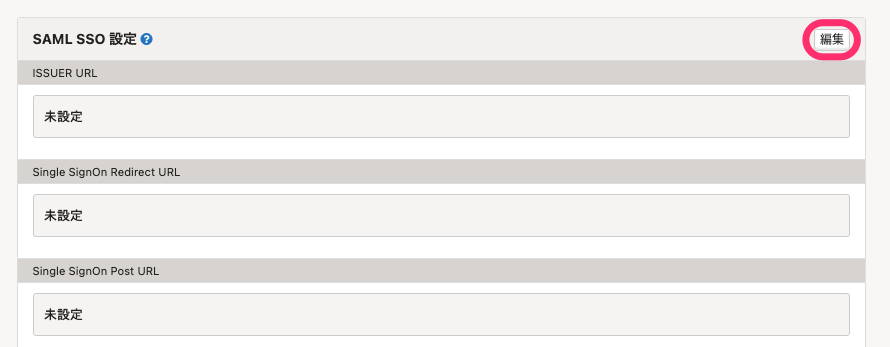 SAML SSO 設定 ?
編集
ISSUER URL
未設定
Single SignOn Redirect URL
未設定
Single SignOn Post URL
未設定